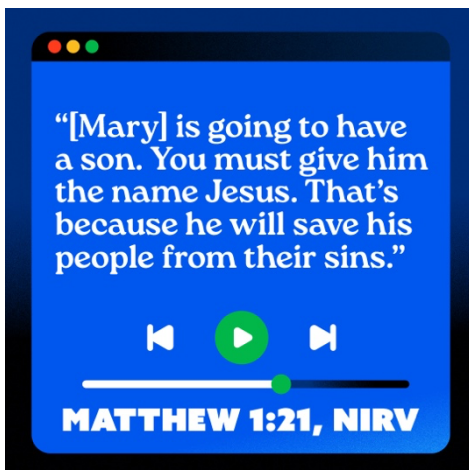 “[Mary] is going to have
a son. You must give him
the name Jesus. That’s
because he will save his
people from their sins.”
MATTHEW 1:21, NIRV